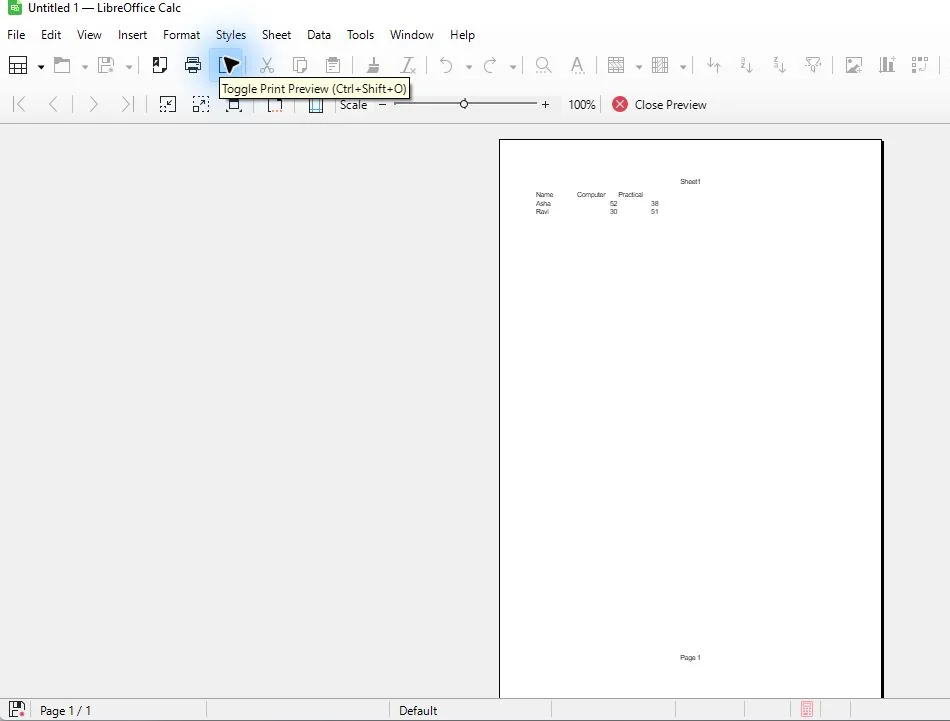 Untitled 1 — LibreOffice Calc
File Edit View Insert Format Styles Sheet Data Tools Window Help
Toggle Print Preview (Ctrl+Shift+O)
Scale − + 100% Close Preview
Sheet1
Name Computer Practical
Asha 52 38
Ravi 30 51
Page 1
Page 1 / 1 Default